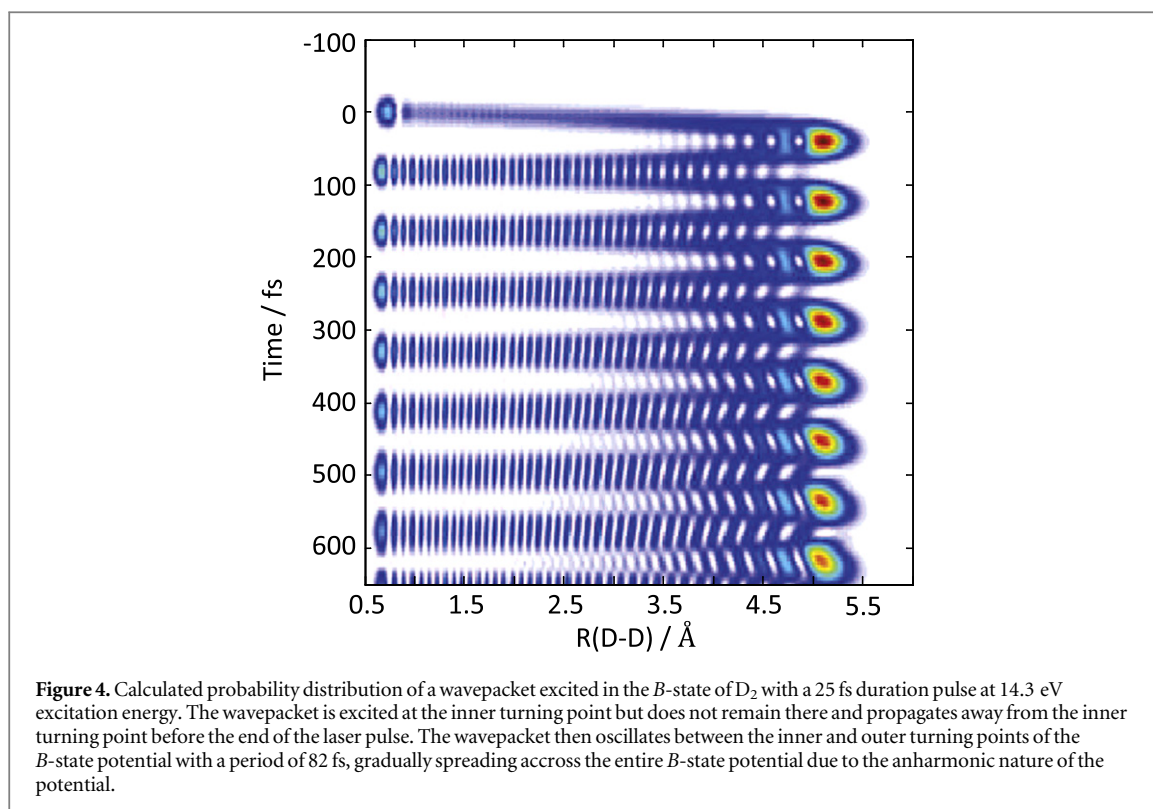 -100
0
100
200
300
400
500
600
Time / fs
0.5 1.5 2.5 3.5 4.5 5.5
R(D-D) / Å
Figure 4. Calculated probability distribution of a wavepacket excited in the B-state of D₂ with a 25 fs duration pulse at 14.3 eV
excitation energy. The wavepacket is excited at the inner turning point but does not remain there and propagates away from the inner
turning point before the end of the laser pulse. The wavepacket then oscillates between the inner and outer turning points of the
B-state potential with a period of 82 fs, gradually spreading accross the entire B-state potential due to the anharmonic nature of the
potential.